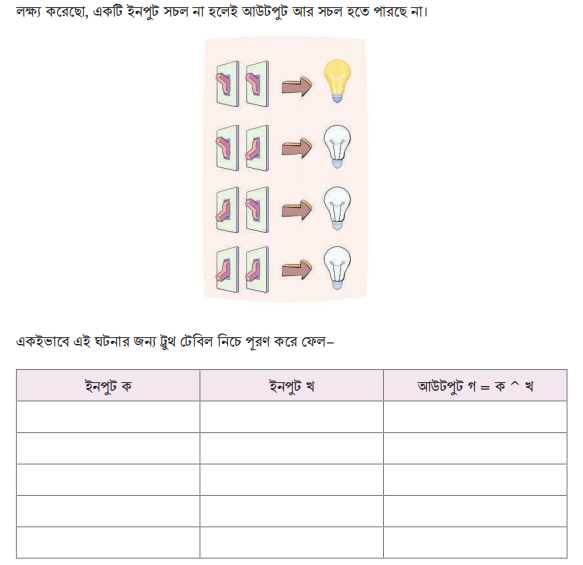 লক্ষ্য করেছো, একটি ইনপুট সচল না হলেই আউটপুট আর সচল হতে পারছে না।
একইভাবে এই ঘটনার জন্য ট্রুথ টেবিল নিচে পূরণ করে ফেল–
ইনপুট ক ইনপুট খ আউটপুট গ = ক ^ খ